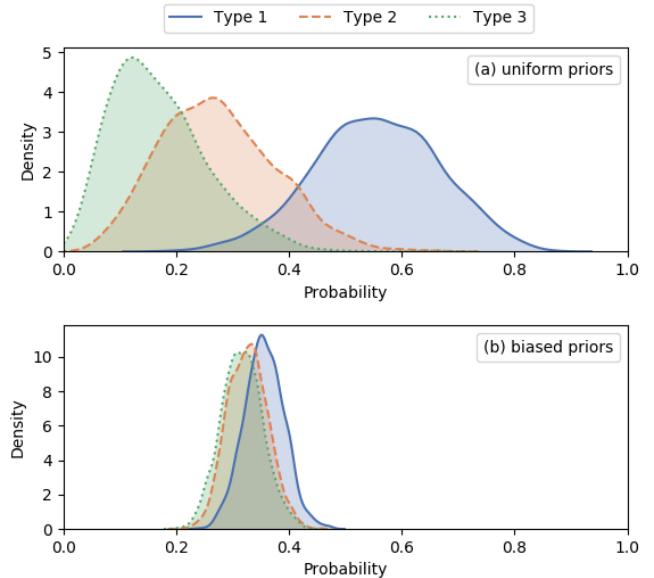 Type 1 Type 2 Type 3
(a) uniform priors
Density
5
4
3
2
1
0
0.0 0.2 0.4 0.6 0.8 1.0
Probability
(b) biased priors
Density
10
8
6
4
2
0
0.0 0.2 0.4 0.6 0.8 1.0
Probability